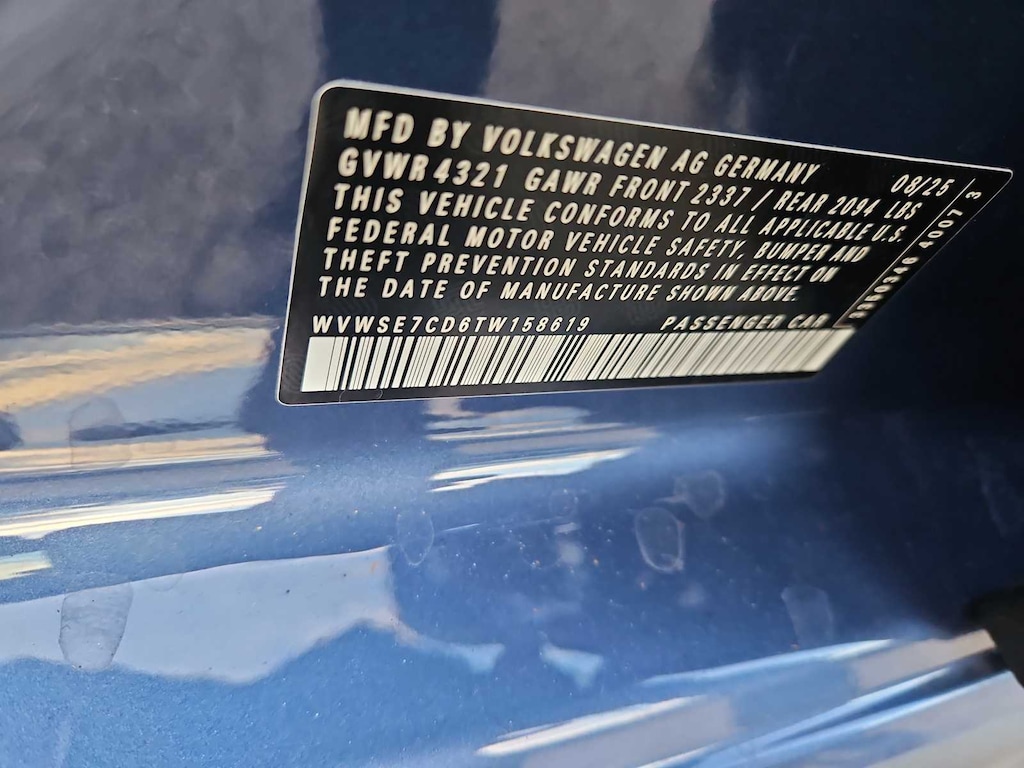 MFD BY VOLKSWAGEN AG GERMANY 08/25
GVWR 4321 GAWR FRONT 2337 / REAR 2094 LBS
THIS VEHICLE CONFORMS TO ALL APPLICABLE U.S.
FEDERAL MOTOR VEHICLE SAFETY, BUMPER AND
THEFT PREVENTION STANDARDS IN EFFECT ON
THE DATE OF MANUFACTURE SHOWN ABOVE.
WVWSE7CD6TW158619 PASSENGER CAR
4007 3